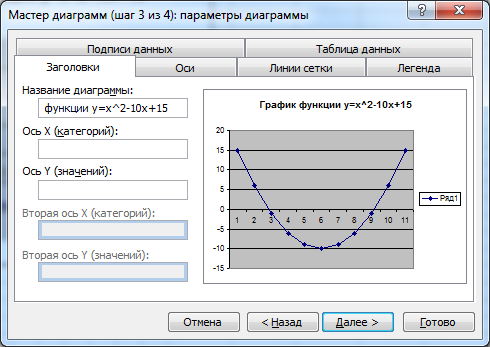 Мастер диаграмм (шаг 3 из 4): параметры диаграммы
Подписи данных
Таблица данных
Заголовки
Оси
Линии сетки
Легенда
Название диаграммы:
функции y=x^2-10x+15
Ось X (категорий):
Ось Y (значений):
Вторая ось X (категорий):
Вторая ось Y (значений):
График функции y=x^2-10x+15
20
15
10
5
0
-5
-10
-15
1 2 3 4 5 6 7 8 9 10 11
Ряд1
Отмена
< Назад
Далее >
Готово